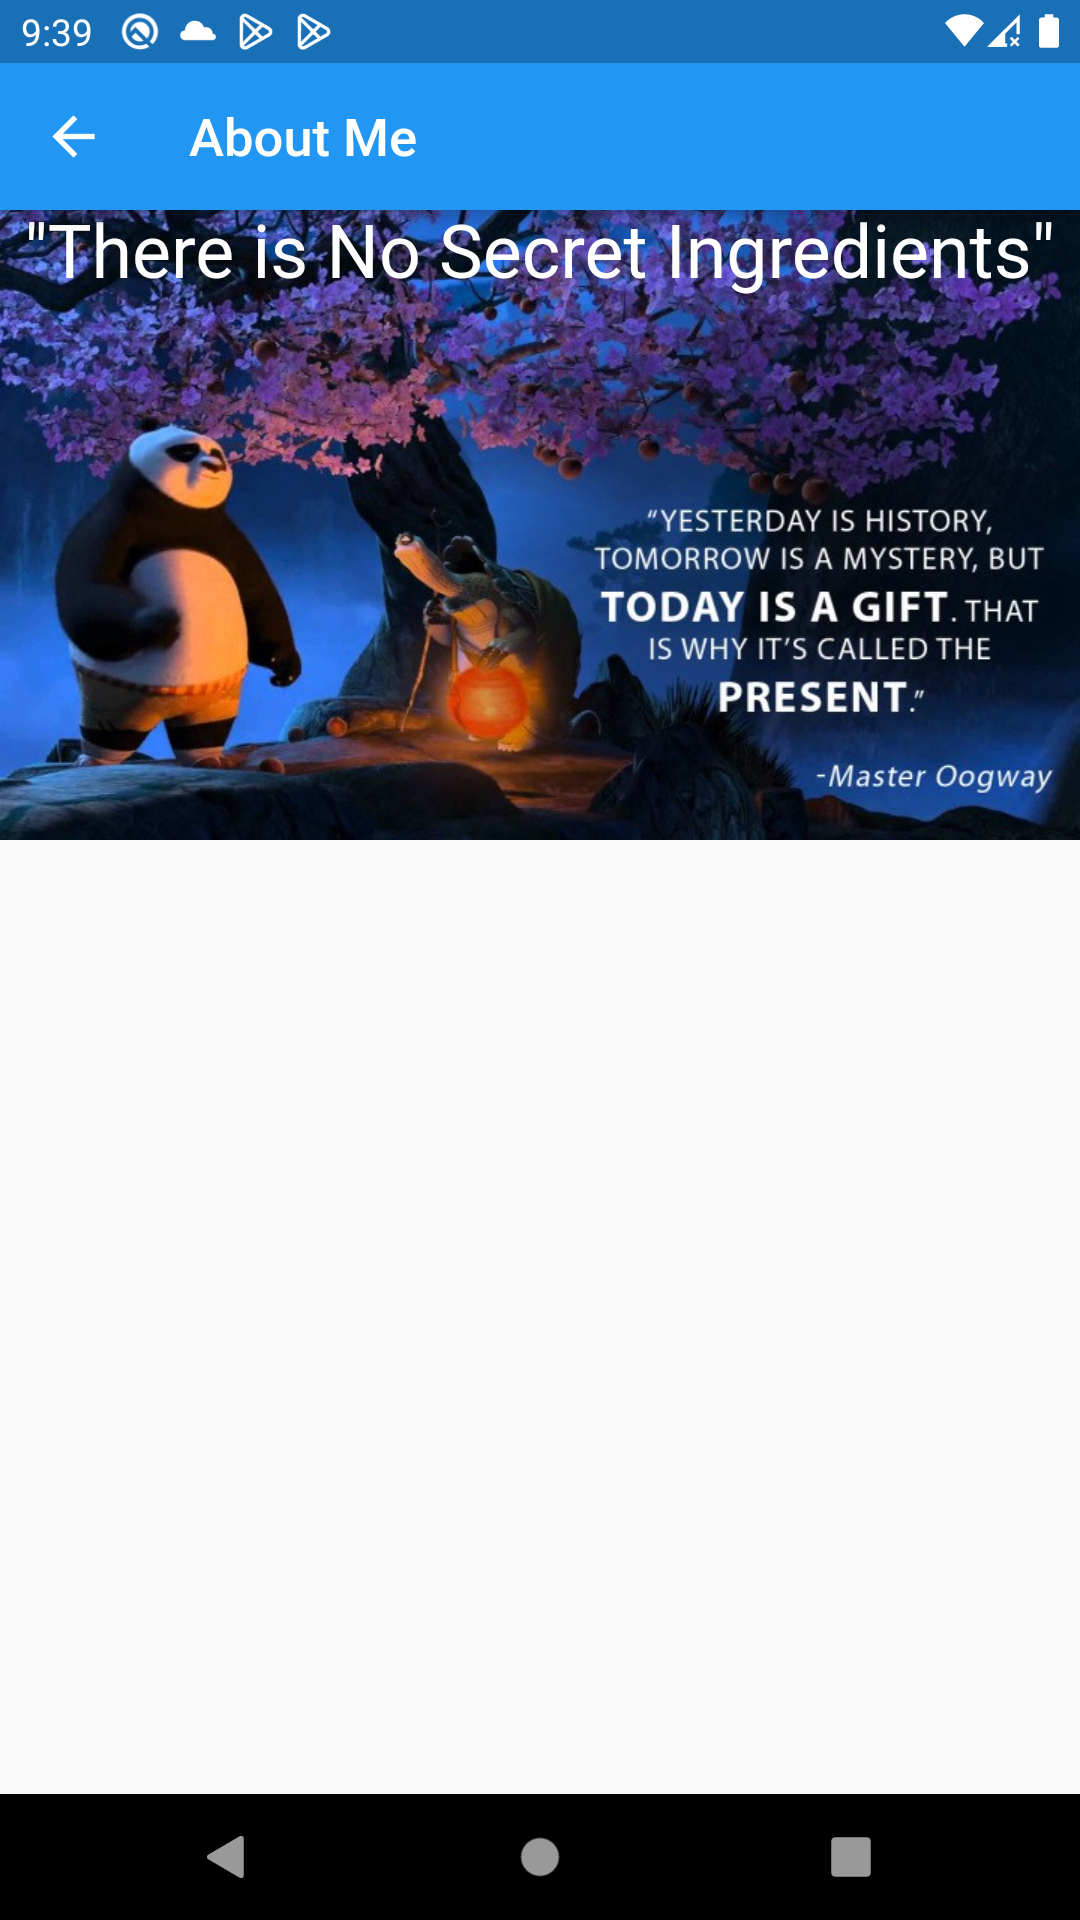 9:39
About Me
"There is No Secret Ingredients"
“YESTERDAY IS HISTORY,
TOMORROW IS A MYSTERY, BUT
TODAY IS A GIFT. THAT
IS WHY IT’S CALLED THE
PRESENT.”
-Master Oogway